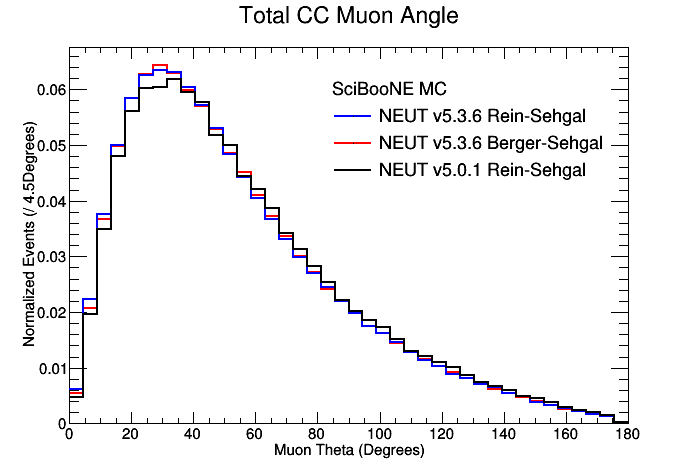 Total CC Muon Angle
Normalized Events (/ 4.5Degrees)
0.06
0.05
0.04
0.03
0.02
0.01
0
SciBooNE MC
NEUT v5.3.6 Rein-Sehgal
NEUT v5.3.6 Berger-Sehgal
NEUT v5.0.1 Rein-Sehgal
0 20 40 60 80 100 120 140 160 180
Muon Theta (Degrees)